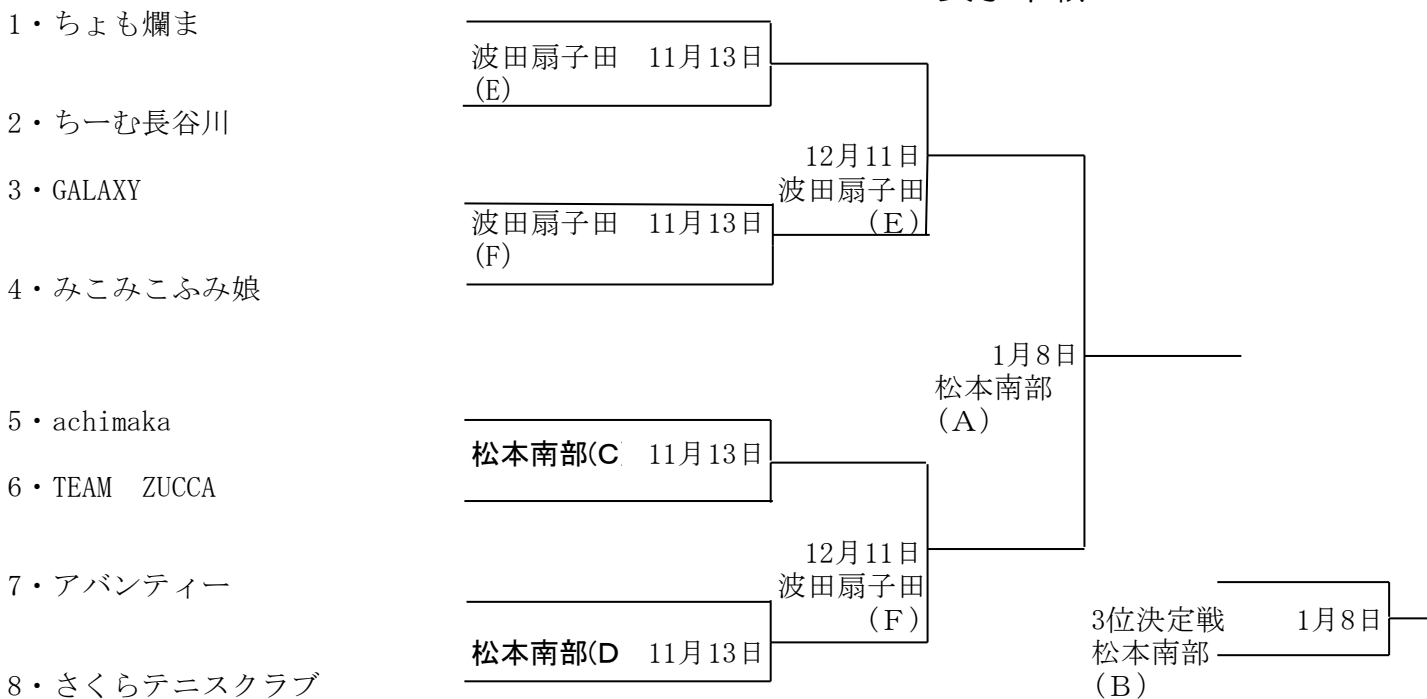 1・ちょも爛ま
波田扇子田　11月13日
(E)
2・ちーむ長谷川
12月11日
波田扇子田
(E)
3・GALAXY
波田扇子田　11月13日
(F)
4・みこみこふみ娘
1月8日
松本南部
(A)
5・achimaka
松本南部(C　11月13日
6・TEAM　ZUCCA
12月11日
波田扇子田
(F)
7・アバンティー
松本南部(D　11月13日
8・さくらテニスクラブ
3位決定戦　1月8日
松本南部
(B)